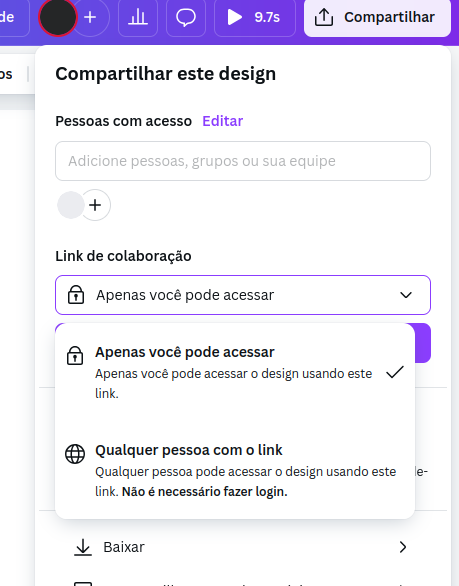 de
9.7s
Compartilhar
os
Compartilhar este design
Pessoas com acesso Editar
Adicione pessoas, grupos ou sua equipe
Link de colaboração
Apenas você pode acessar
Apenas você pode acessar
Apenas você pode acessar o design usando este
link.
Qualquer pessoa com o link
Qualquer pessoa pode acessar o design usando este
link. Não é necessário fazer login.
de-
Baixar